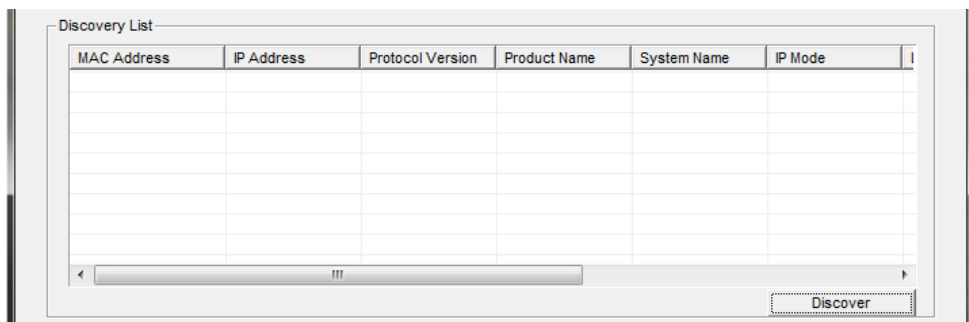 Discovery List
MAC Address IP Address Protocol Version Product Name System Name IP Mode
Discover